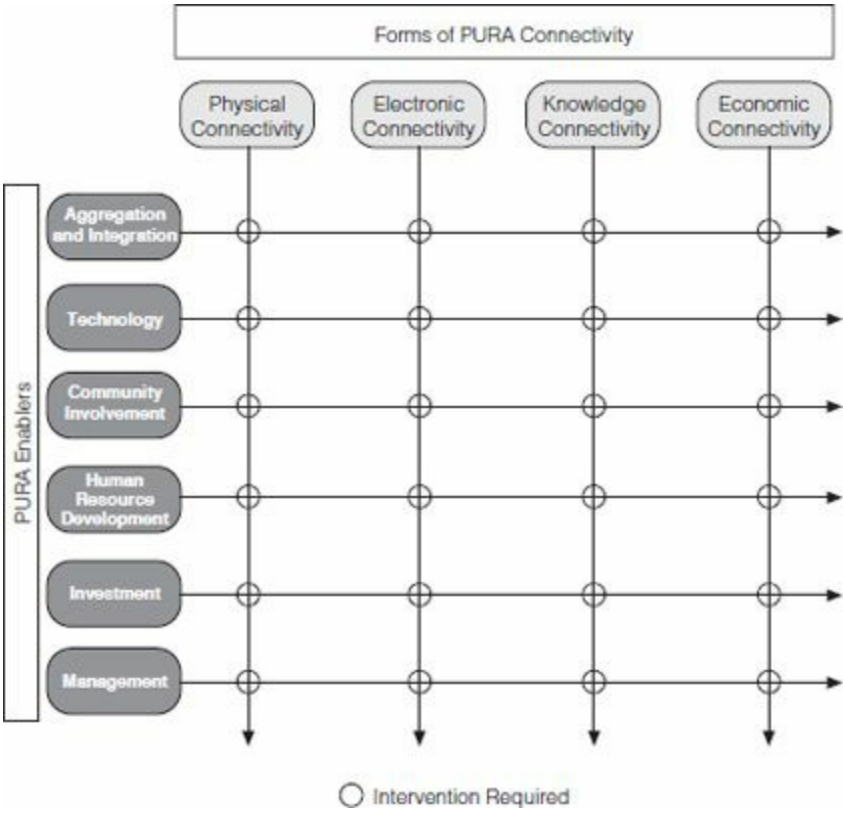 Forms of PURA Connectivity
Physical
Connectivity
Electronic
Connectivity
Knowledge
Connectivity
Economic
Connectivity
PURA Enablers
Aggregation
and Integration
Technology
Community
Involvement
Human
Resource
Development
Investment
Management
Intervention Required